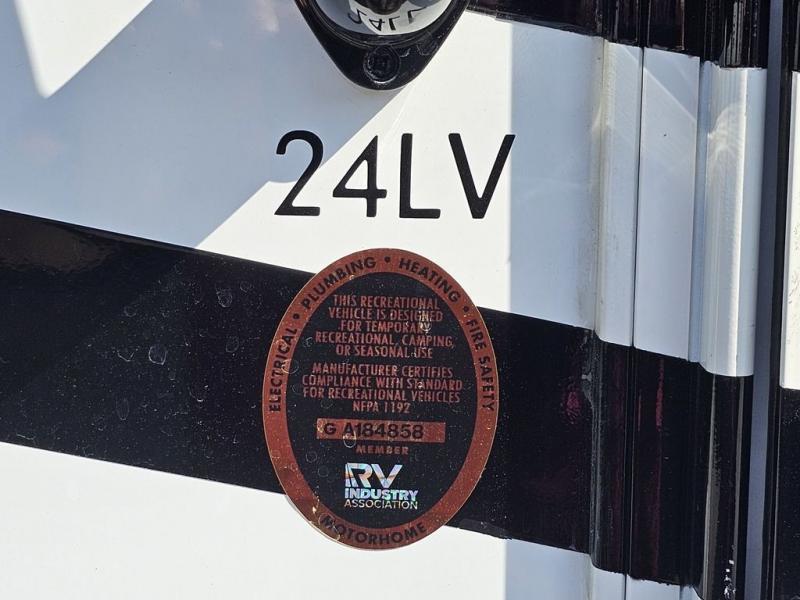 24LV
ELECTRICAL • PLUMBING • HEATING • FIRE SAFETY
THIS RECREATIONAL
VEHICLE IS DESIGNED
FOR TEMPORARY
RECREATIONAL, CAMPING,
OR SEASONAL USE
MANUFACTURER CERTIFIES
COMPLIANCE WITH STANDARD
FOR RECREATIONAL VEHICLES
NFPA 1192
G A184858
MEMBER
RV
INDUSTRY
ASSOCIATION
MOTORHOME